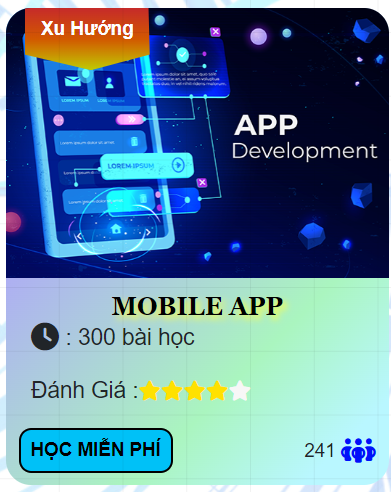 Xu Hướng
APP
Development
LOREM IPSUM
LOREM IPSUM
LOREM IPSUM
MOBILE APP
: 300 bài học
Đánh Giá :
HỌC MIỄN PHÍ
241